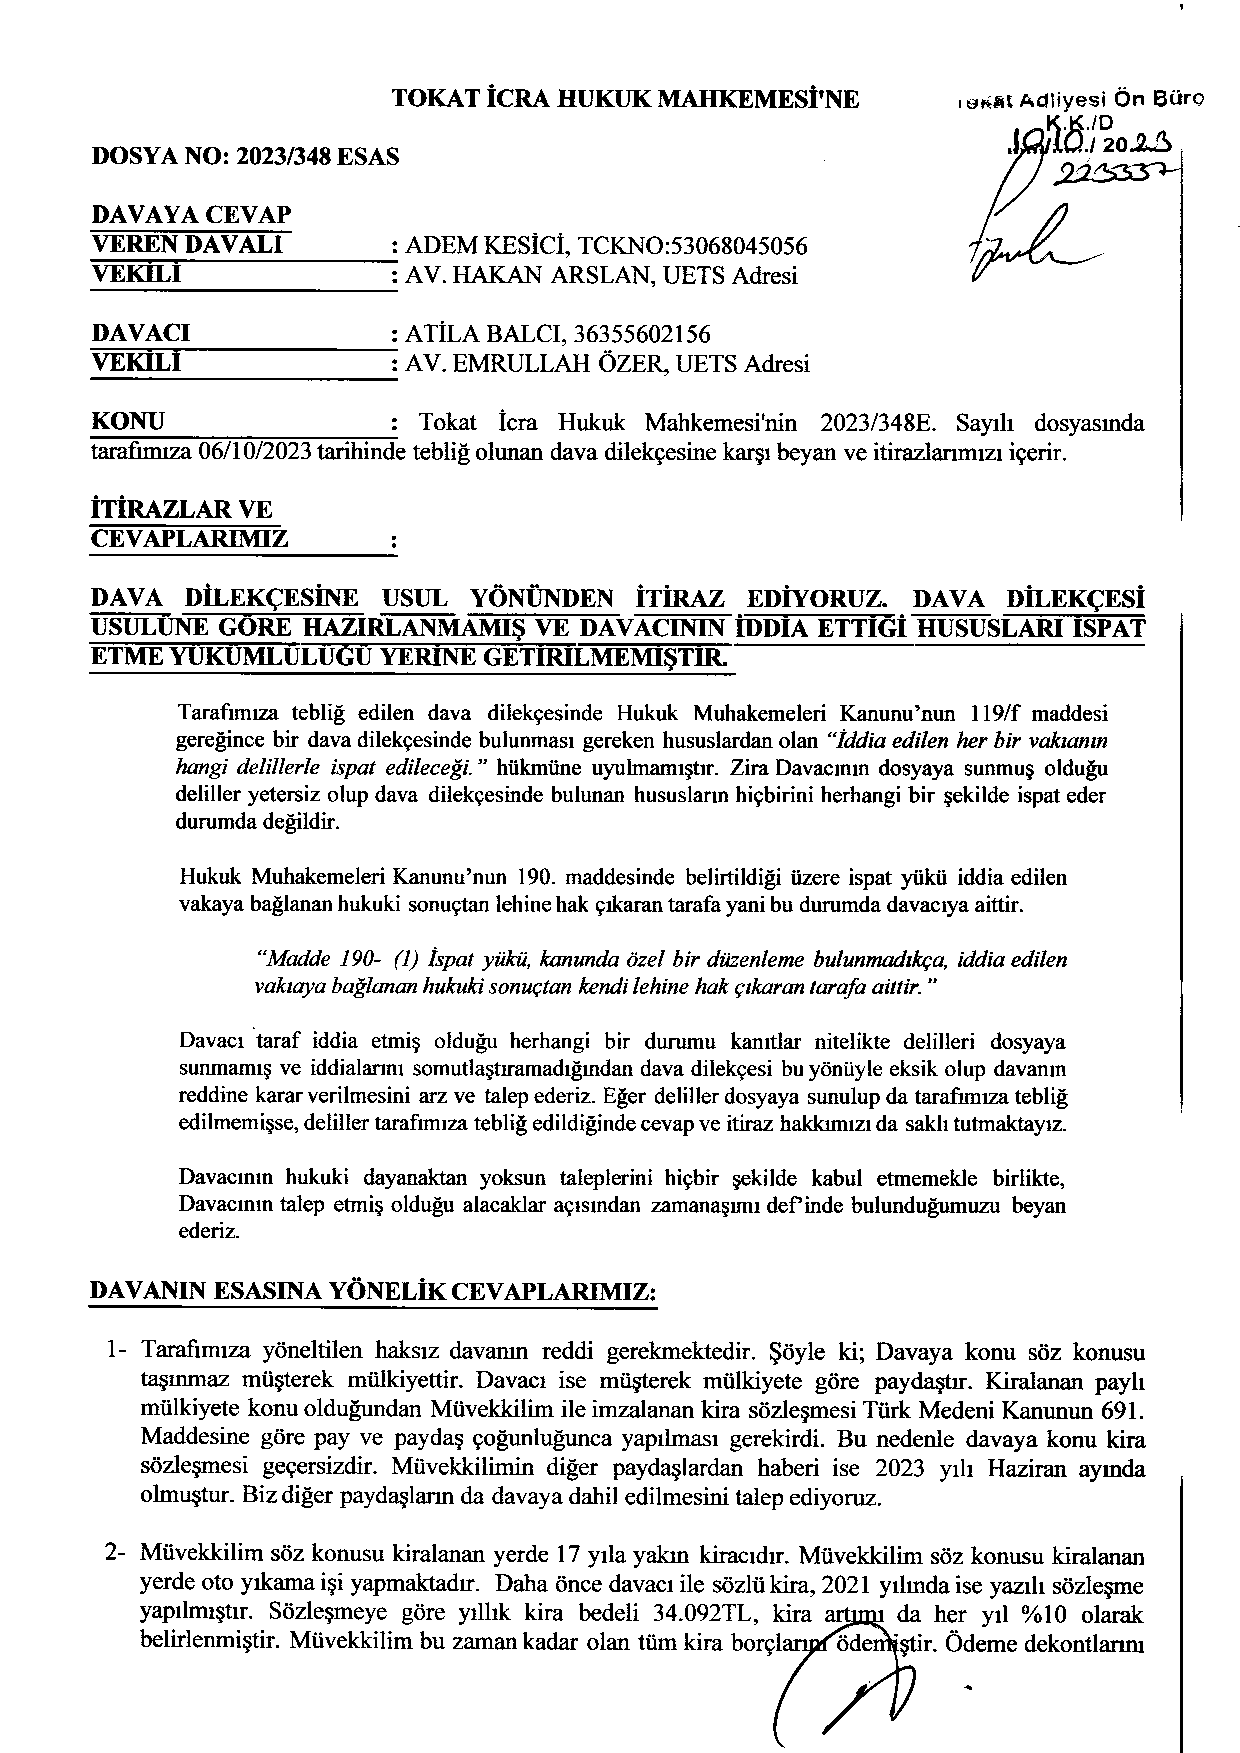 TOKAT İCRA HUKUK MAHKEMESİ'NE
Tokat Adliyesi Ön Büro
K.K./D
10/10/2023
223337
DOSYA NO: 2023/348 ESAS
DAVAYA CEVAP
VEREN DAVALI : ADEM KESİCİ, TCKNO:53068045056
VEKİLİ : AV. HAKAN ARSLAN, UETS Adresi
DAVACI : ATİLA BALCI, 36355602156
VEKİLİ : AV. EMRULLAH ÖZER, UETS Adresi
KONU : Tokat İcra Hukuk Mahkemesi'nin 2023/348E. Sayılı dosyasında
tarafımıza 06/10/2023 tarihinde tebliğ olunan dava dilekçesine karşı beyan ve itirazlarımızı içerir.
İTİRAZLAR VE
CEVAPLARIMIZ :
DAVA DİLEKÇESİNE USUL YÖNÜNDEN İTİRAZ EDİYORUZ. DAVA DİLEKÇESİ
USULÜNE GÖRE HAZIRLANMAMIŞ VE DAVACININ İDDİA ETTİĞİ HUSUSLARI İSPAT
ETME YÜKÜMLÜLÜĞÜ YERİNE GETİRİLMEMİŞTİR.
Tarafımıza tebliğ edilen dava dilekçesinde Hukuk Muhakemeleri Kanunu’nun 119/f maddesi
gereğince bir dava dilekçesinde bulunması gereken hususlardan olan “İddia edilen her bir vakıanın
hangi delillerle ispat edileceği.” hükmüne uyulmamıştır. Zira Davacının dosyaya sunmuş olduğu
deliller yetersiz olup dava dilekçesinde bulunan hususların hiçbirini herhangi bir şekilde ispat eder
durumda değildir.
Hukuk Muhakemeleri Kanunu’nun 190. maddesinde belirtildiği üzere ispat yükü iddia edilen
vakaya bağlanan hukuki sonuçtan lehine hak çıkaran tarafa yani bu durumda davacıya aittir.
“Madde 190- (1) İspat yükü, kanunda özel bir düzenleme bulunmadıkça, iddia edilen
vakıaya bağlanan hukuki sonuçtan kendi lehine hak çıkaran tarafa aittir.”
Davacı taraf iddia etmiş olduğu herhangi bir durumu kanıtlar nitelikte delilleri dosyaya
sunmamış ve iddialarını somutlaştıramadığından dava dilekçesi bu yönüyle eksik olup davanın
reddine karar verilmesini arz ve talep ederiz. Eğer deliller dosyaya sunulup da tarafımıza tebliğ
edilmemişse, deliller tarafımıza tebliğ edildiğinde cevap ve itiraz hakkımızı da saklı tutmaktayız.
Davacının hukuki dayanaktan yoksun taleplerini hiçbir şekilde kabul etmemekle birlikte,
Davacının talep etmiş olduğu alacaklar açısından zamanaşımı def'inde bulunduğumuzu beyan
ederiz.
DAVANIN ESASINA YÖNELİK CEVAPLARIMIZ:
1- Tarafımıza yöneltilen haksız davanın reddi gerekmektedir. Şöyle ki; Davaya konu söz konusu
taşınmaz müşterek mülkiyettir. Davacı ise müşterek mülkiyete göre paydaştır. Kiralanan paylı
mülkiyete konu olduğundan Müvekkilim ile imzalanan kira sözleşmesi Türk Medeni Kanunun 691.
Maddesine göre pay ve paydaş çoğunluğunca yapılması gerekirdi. Bu nedenle davaya konu kira
sözleşmesi geçersizdir. Müvekkilimin diğer paydaşlardan haberi ise 2023 yılı Haziran ayında
olmuştur. Biz diğer paydaşların da davaya dahil edilmesini talep ediyoruz.
2- Müvekkilim söz konusu kiralanan yerde 17 yıla yakın kiracıdır. Müvekkilim söz konusu kiralanan
yerde oto yıkama işi yapmaktadır. Daha önce davacı ile sözlü kira, 2021 yılında ise yazılı sözleşme
yapılmıştır. Sözleşmeye göre yıllık kira bedeli 34.092TL, kira artımı da her yıl %10 olarak
belirlenmiştir. Müvekkilim bu zaman kadar olan tüm kira borçlarını ödemiştir. Ödeme dekontlarını